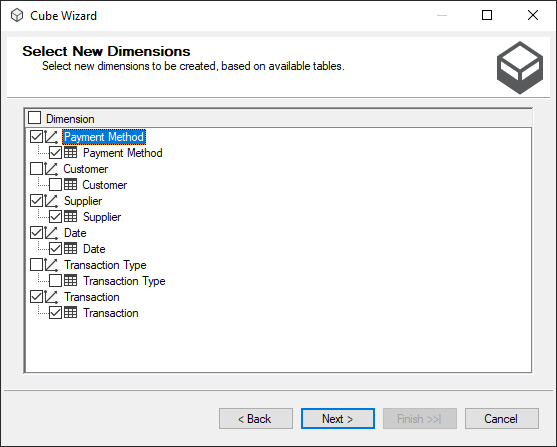 Cube Wizard
Select New Dimensions
Select new dimensions to be created, based on available tables.
Dimension
Payment Method
Payment Method
Customer
Customer
Supplier
Supplier
Date
Date
Transaction Type
Transaction Type
Transaction
Transaction
< Back
Next >
Finish >>|
Cancel